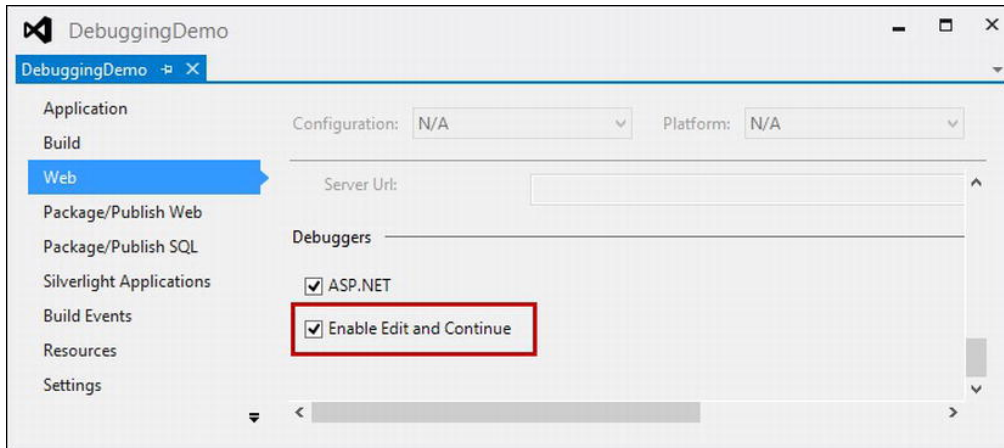 DebuggingDemo
DebuggingDemo
Application
Build
Web
Package/Publish Web
Package/Publish SQL
Silverlight Applications
Build Events
Resources
Settings
Configuration: N/A Platform: N/A
Server Url:
Debuggers
ASP.NET
Enable Edit and Continue